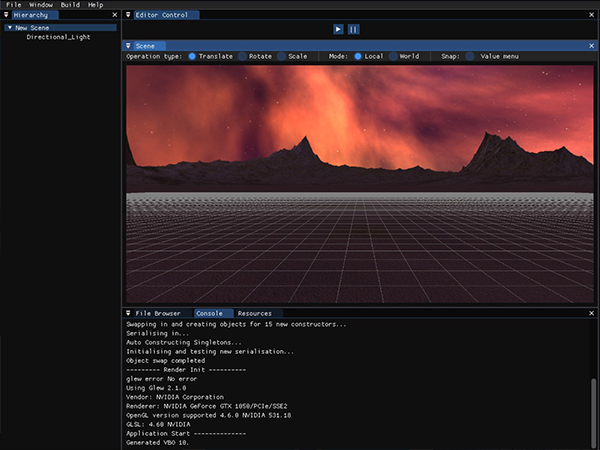 File Window Build Help
Hierarchy
New Scene
Directional_Light
Editor Control
Scene
Operation type: Translate Rotate Scale Mode: Local World Snap: Value menu
File Browser Console Resources
Swapping in and creating objects for 15 new constructors...
Serialising in...
Auto Constructing Singletons...
Initialising and testing new serialisation...
Object swap completed
--------- Render Init ----------
glew error No error
Using Glew 2.1.0
Vendor: NVIDIA Corporation
Renderer: NVIDIA GeForce GTX 1050/PCIe/SSE2
OpenGL version supported 4.6.0 NVIDIA 531.18
GLSL: 4.60 NVIDIA
Application Start --------------
Generated VBO 10.